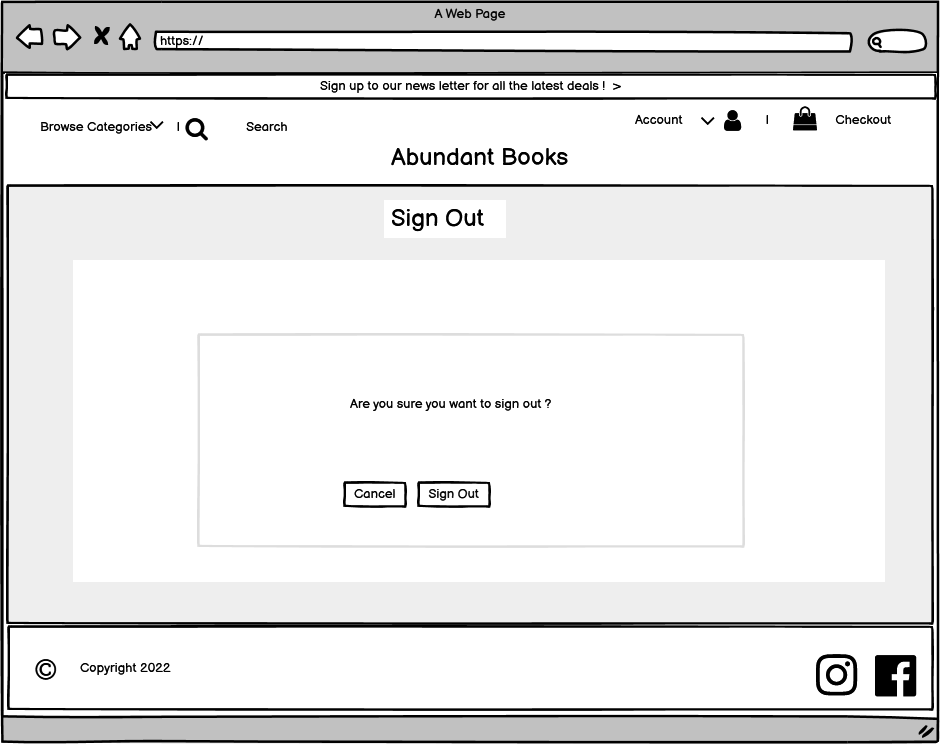 A Web Page
https://
Sign up to our news letter for all the latest deals ! >
Browse Categories | Search Account | Checkout
Abundant Books
Sign Out
Are you sure you want to sign out ?
Cancel Sign Out
© Copyright 2022